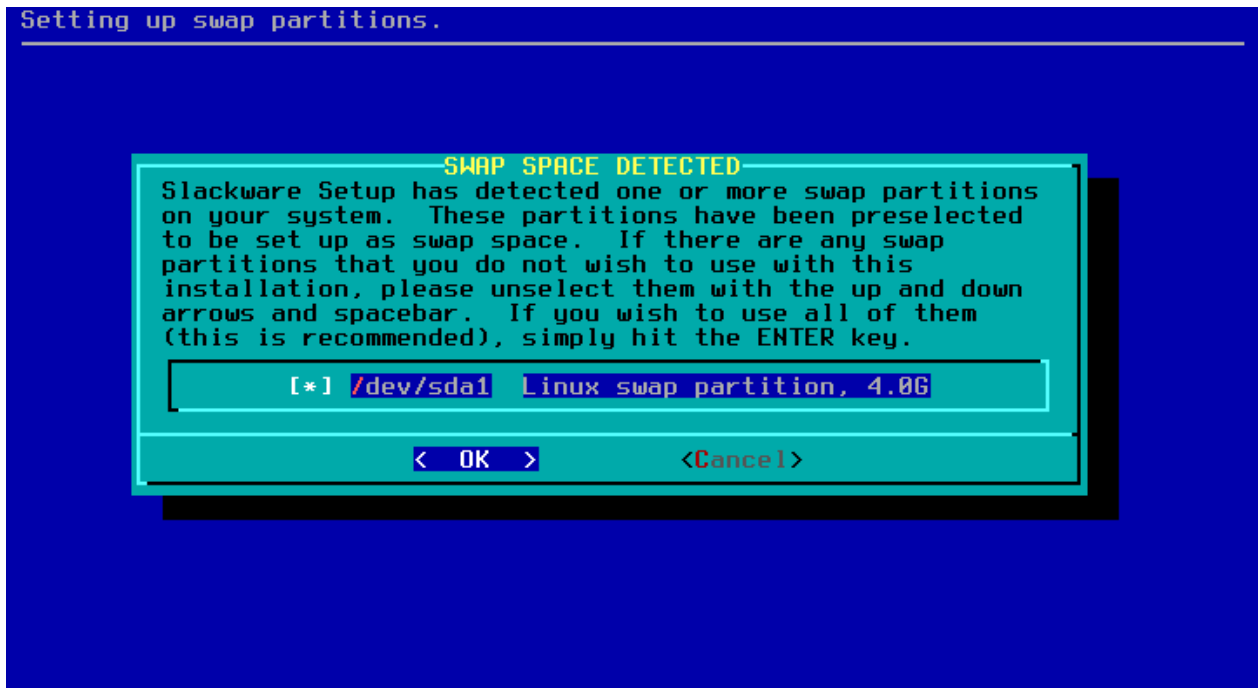 Setting up swap partitions.
SWAP SPACE DETECTED
Slackware Setup has detected one or more swap partitions
on your system.  These partitions have been preselected
to be set up as swap space.  If there are any swap
partitions that you do not wish to use with this
installation, please unselect them with the up and down
arrows and spacebar.  If you wish to use all of them
(this is recommended), simply hit the ENTER key.
[*] /dev/sda1  Linux swap partition, 4.0G
<  OK  > <Cancel>